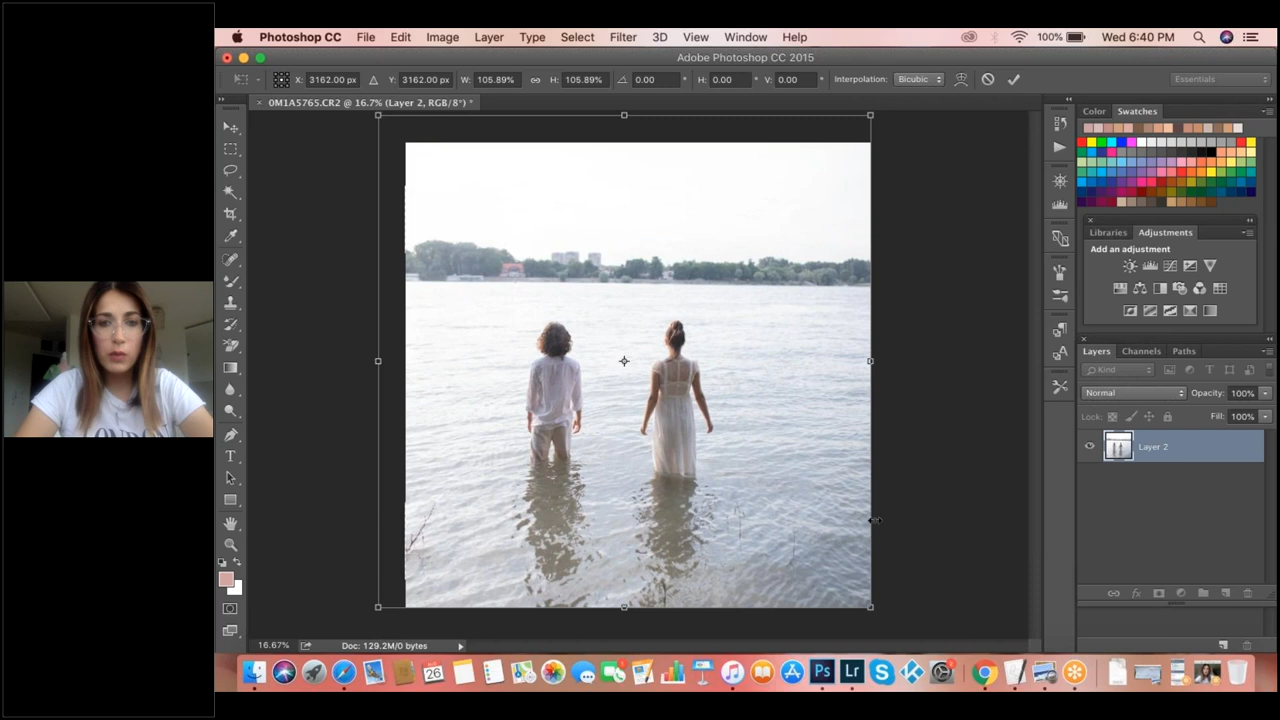 Photoshop CC File Edit Image Layer Type Select Filter 3D View Window Help 100% Wed 6:40 PM
Adobe Photoshop CC 2015
X: 3162.00 px Y: 3162.00 px W: 105.89% H: 105.89% 0.00 ° H: 0.00 ° V: 0.00 ° Interpolation: Bicubic Essentials
× 0M1A5765.CR2 @ 16.7% (Layer 2, RGB/8*) *
Color Swatches
Libraries Adjustments
Add an adjustment
Layers Channels Paths
Kind
Normal Opacity: 100%
Lock: Fill: 100%
Layer 2
16.67% Doc: 129.2M/0 bytes
26 Ps Lr
LONDON